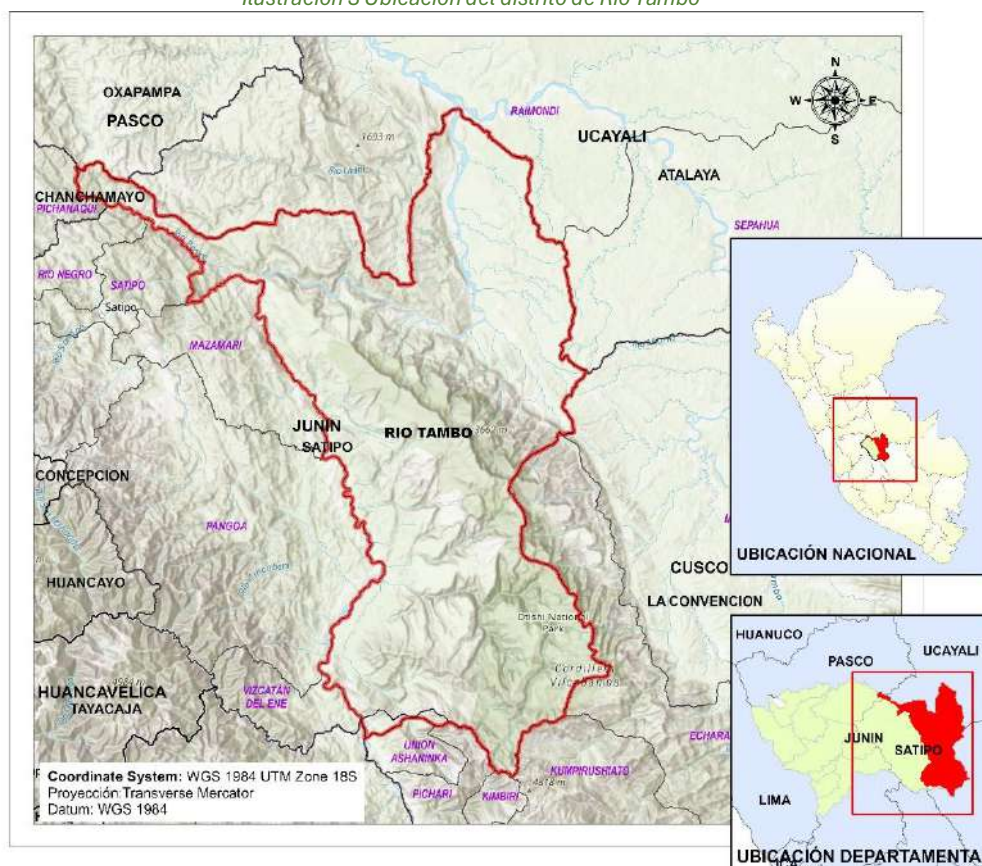 Ilustración 3 Ubicación del distrito de Río Tambo
N
W E
S
OXAPAMPA
PASCO
1693 m
RAIMONDI
UCAYALI
ATALAYA
CHANCHAMAYO
PICHANAQUI
SEPAHUA
RIO NEGRO
SATIPO
Satipo
MAZAMARI
JUNIN
SATIPO
RIO TAMBO
CONCEPCION
PANGOA
HUANCAYO
CUSCO
LA CONVENCION
Otishi National
Park
Cordillera
Vilcabamba
HUANCAVELICA
TAYACAJA
VIZCATÁN
DEL ENE
UNION
ASHANINKA
PICHARI
KIMBIRI
KUMPIRUSHIATO
ECHARA
Coordinate System: WGS 1984 UTM Zone 18S
Proyección:Transverse Mercator
Datum: WGS 1984
UBICACIÓN NACIONAL
HUANUCO
PASCO
UCAYALI
JUNIN
SATIPO
LIMA
UBICACIÓN DEPARTAMENTA